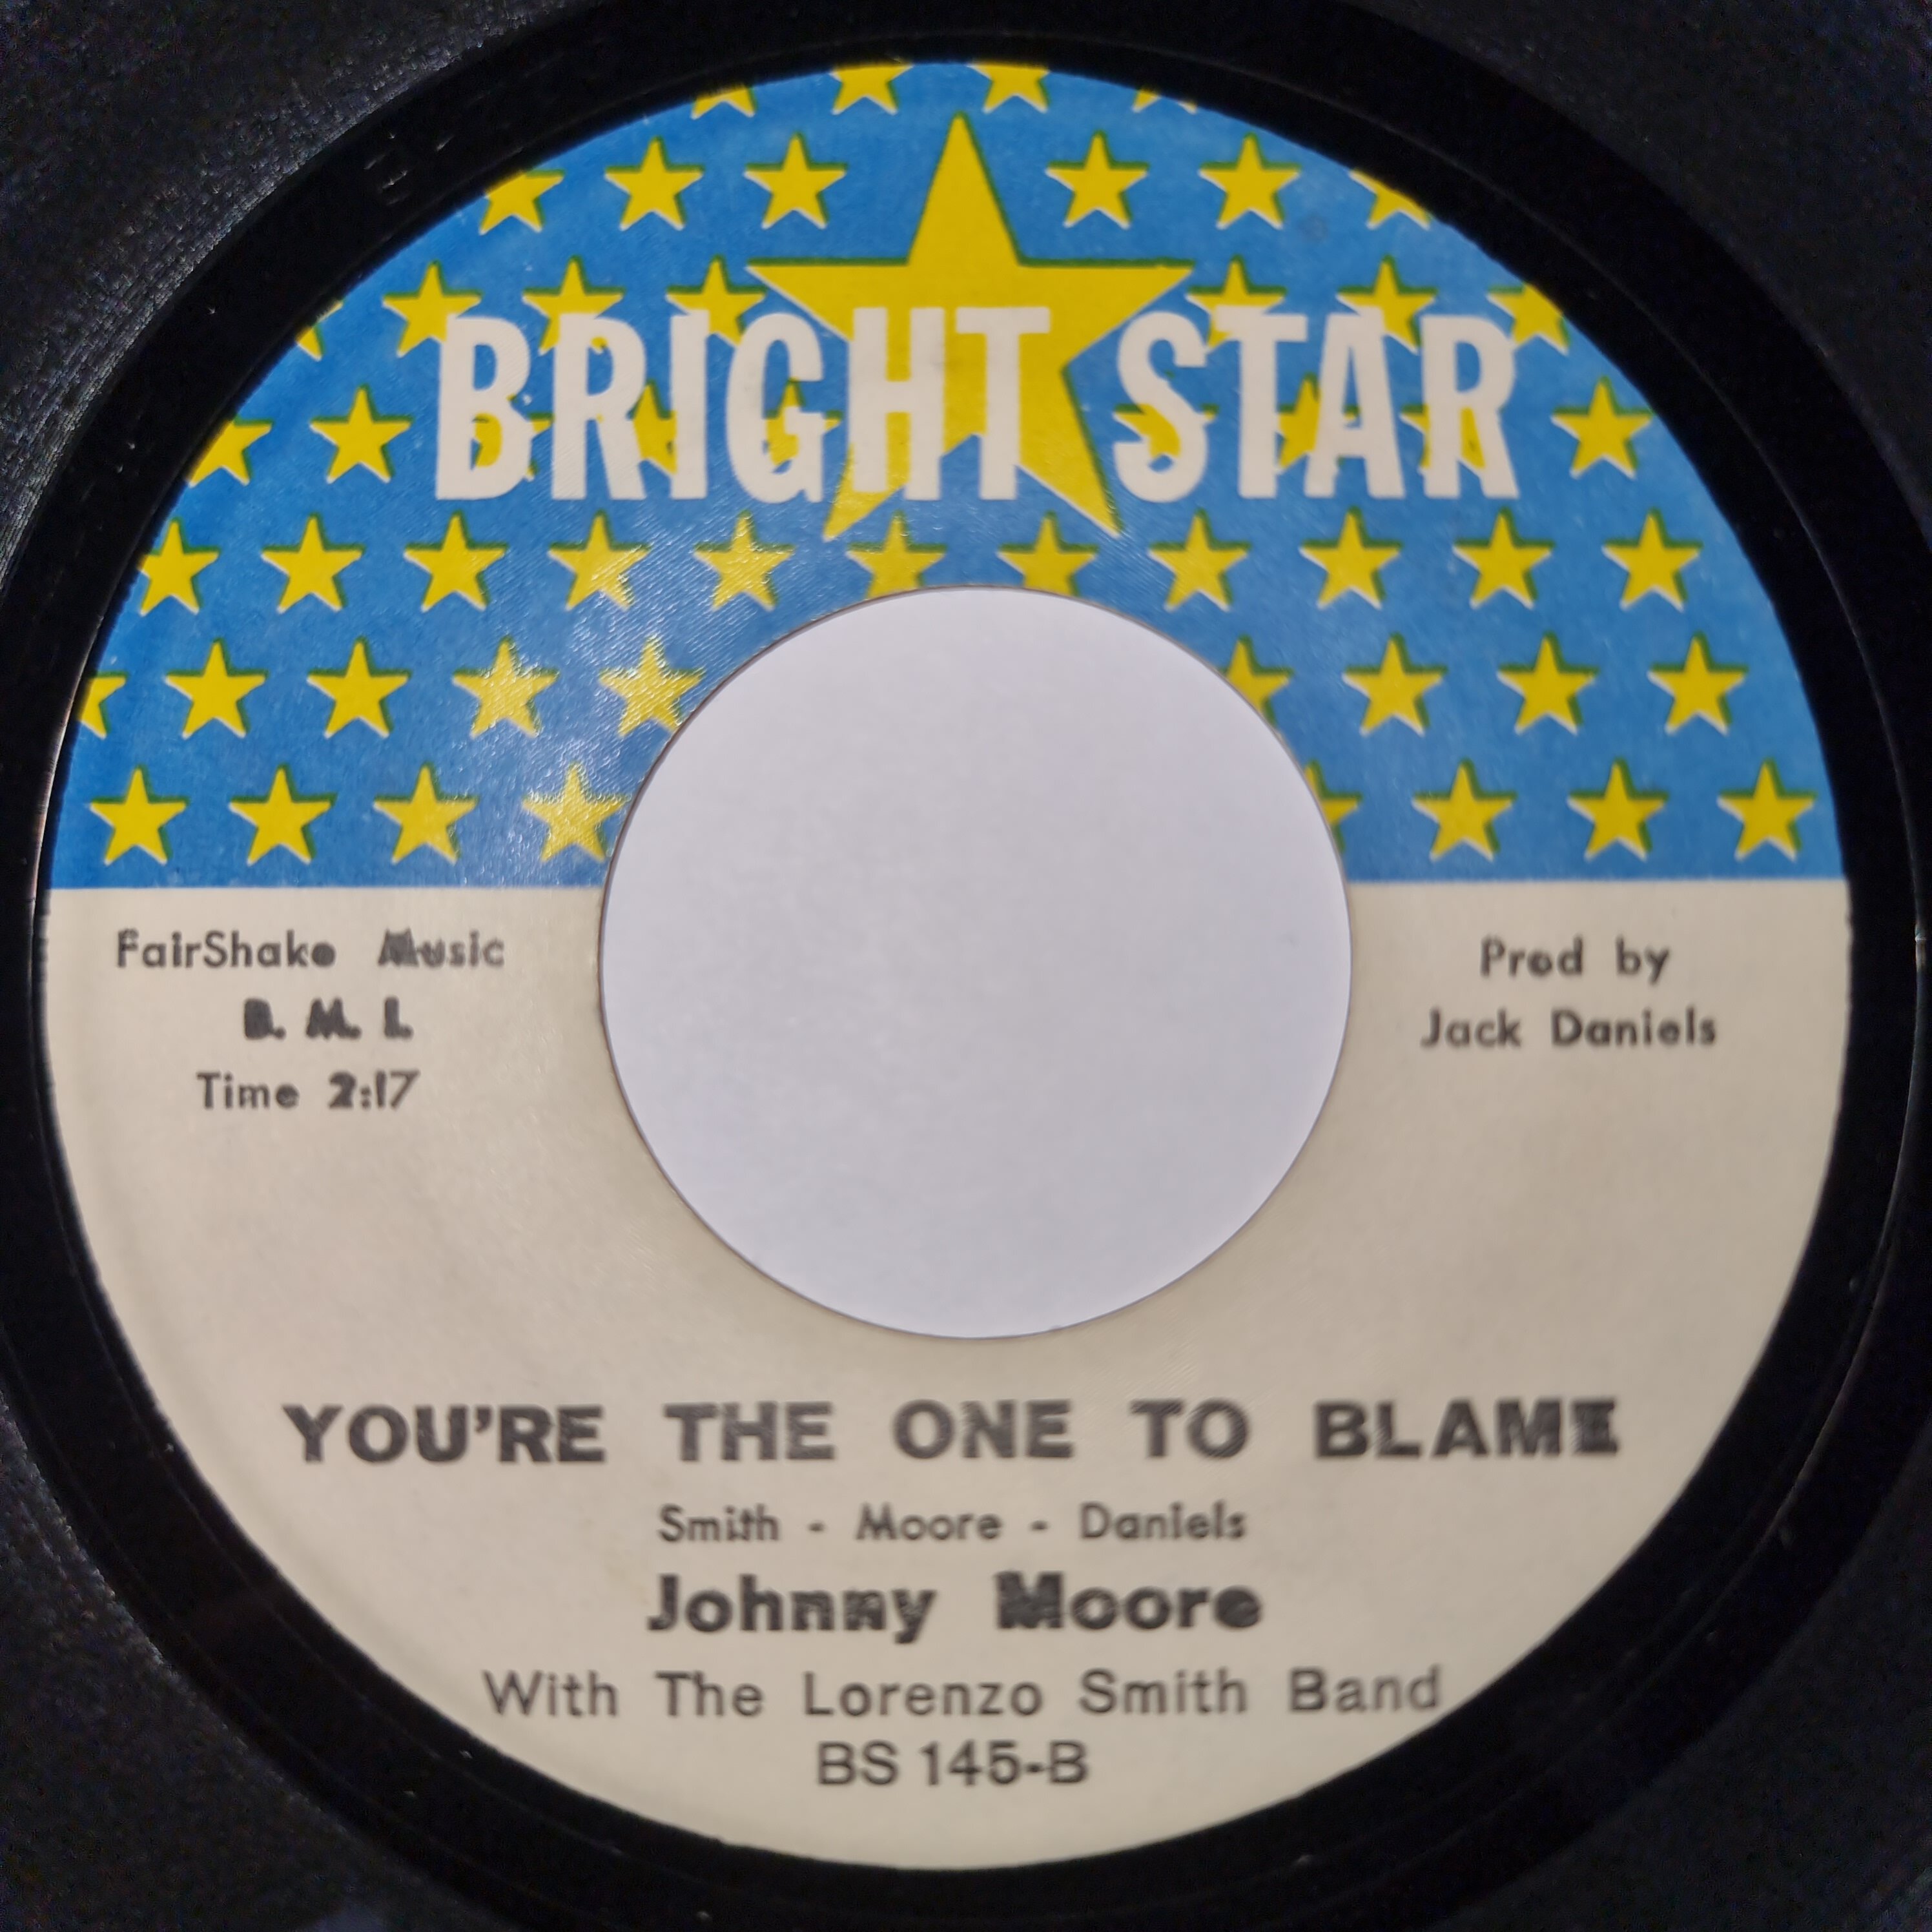 BRIGHT STAR
FairShake Music
B. M. I.
Time 2:17
Prod by
Jack Daniels
YOU'RE THE ONE TO BLAME
Smith - Moore - Daniels
Johnny Moore
With The Lorenzo Smith Band
BS 145-B